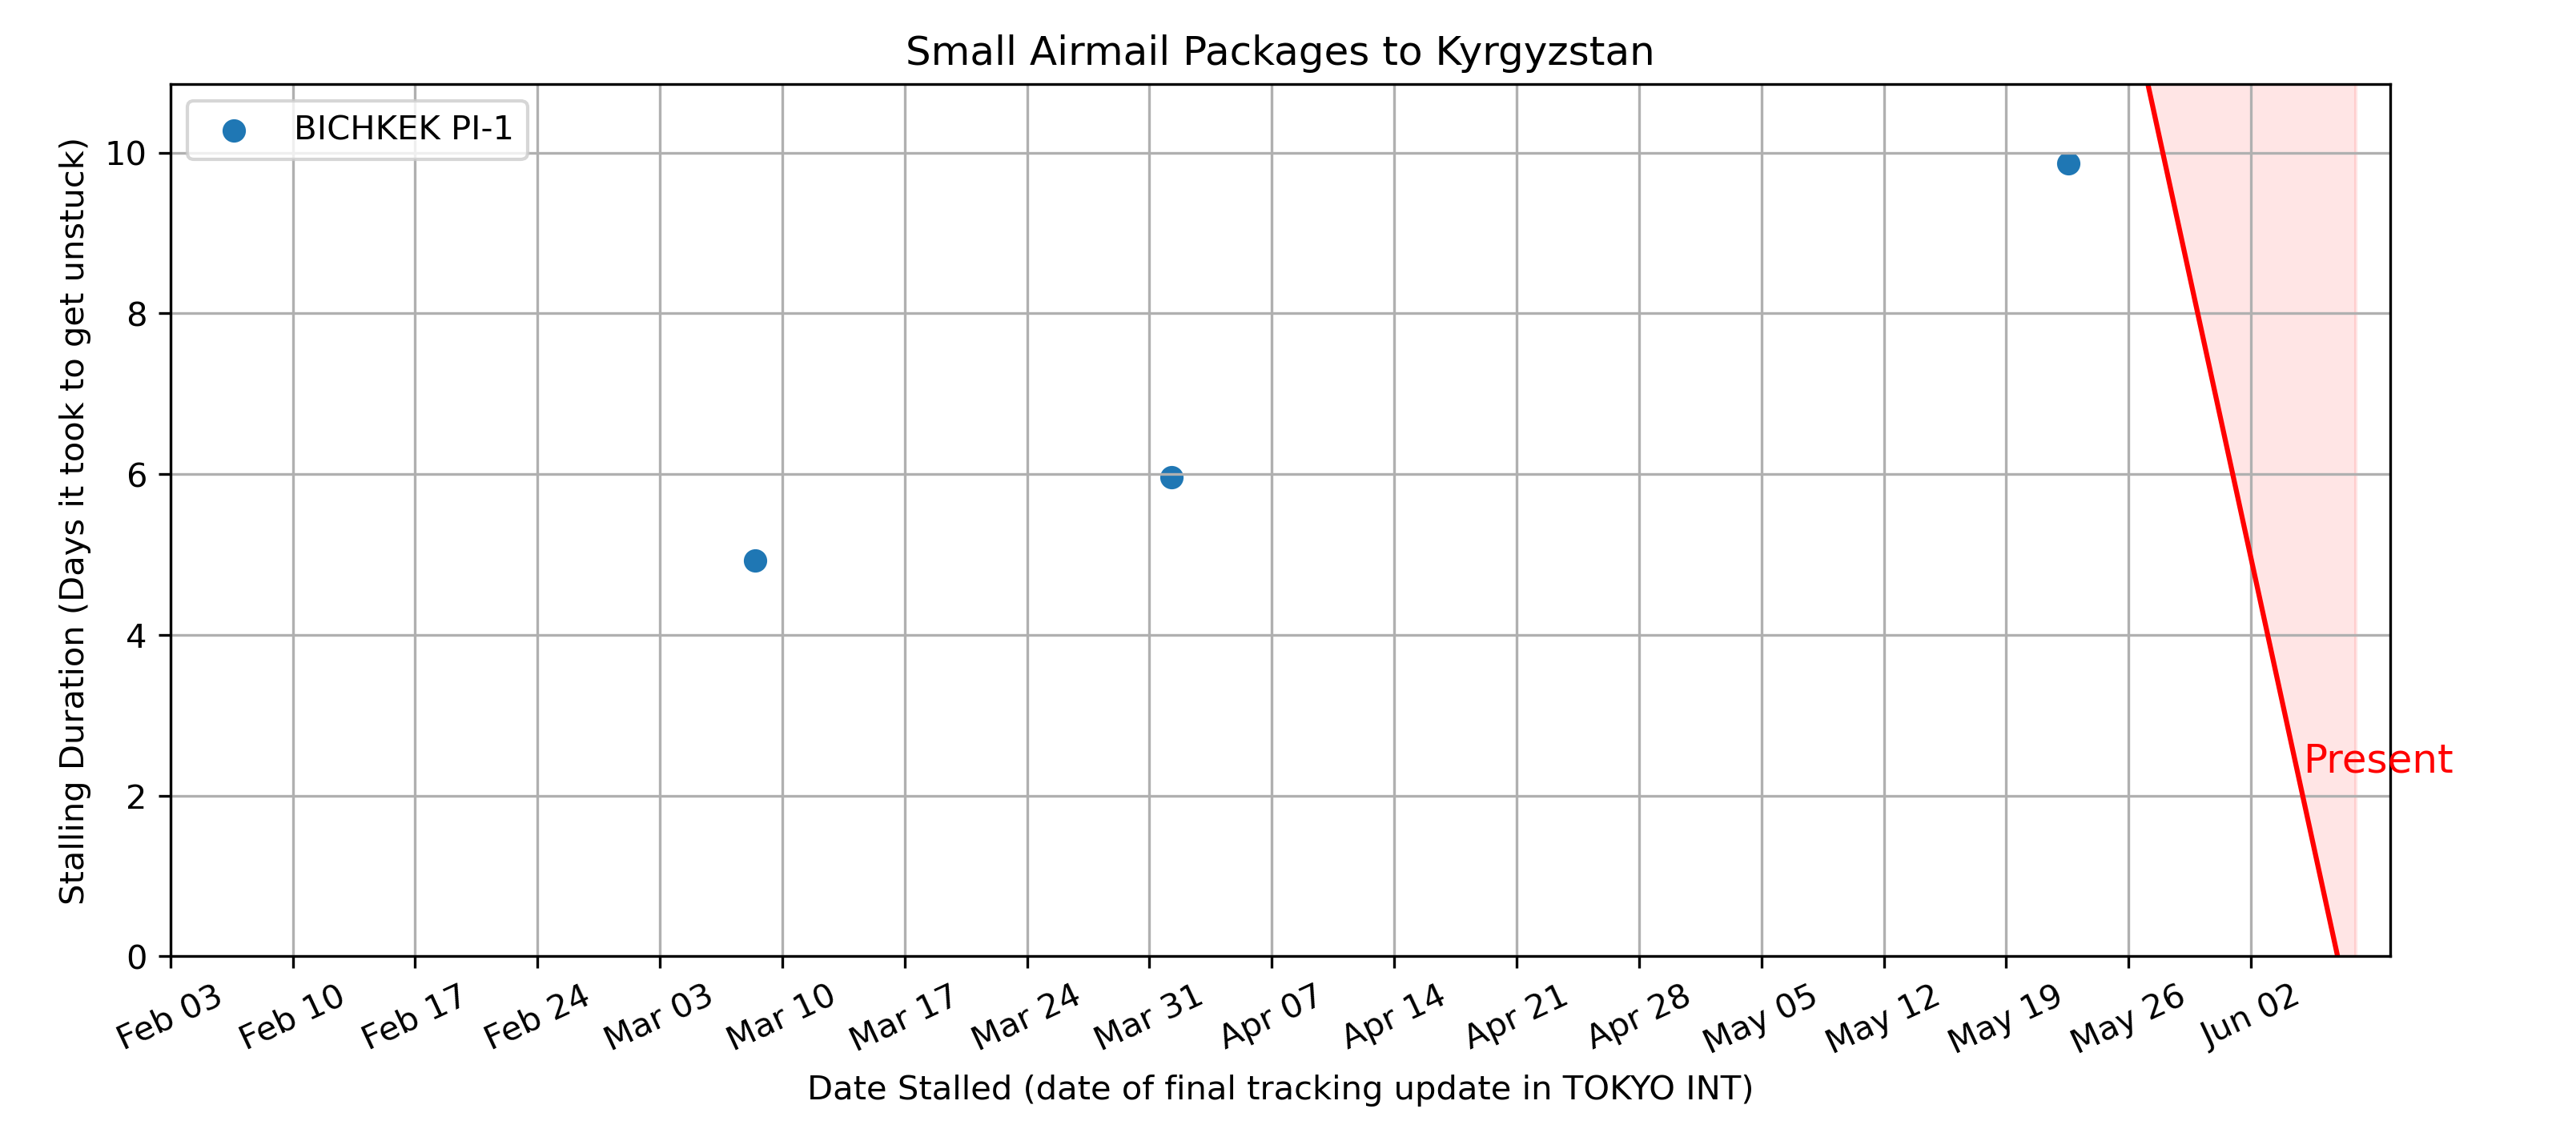 Small Airmail Packages to Kyrgyzstan
BICHKEK PI-1
Stalling Duration (Days it took to get unstuck)
10
8
6
4
2
0
Present
Feb 03
Feb 10
Feb 17
Feb 24
Mar 03
Mar 10
Mar 17
Mar 24
Mar 31
Apr 07
Apr 14
Apr 21
Apr 28
May 05
May 12
May 19
May 26
Jun 02
Date Stalled (date of final tracking update in TOKYO INT)